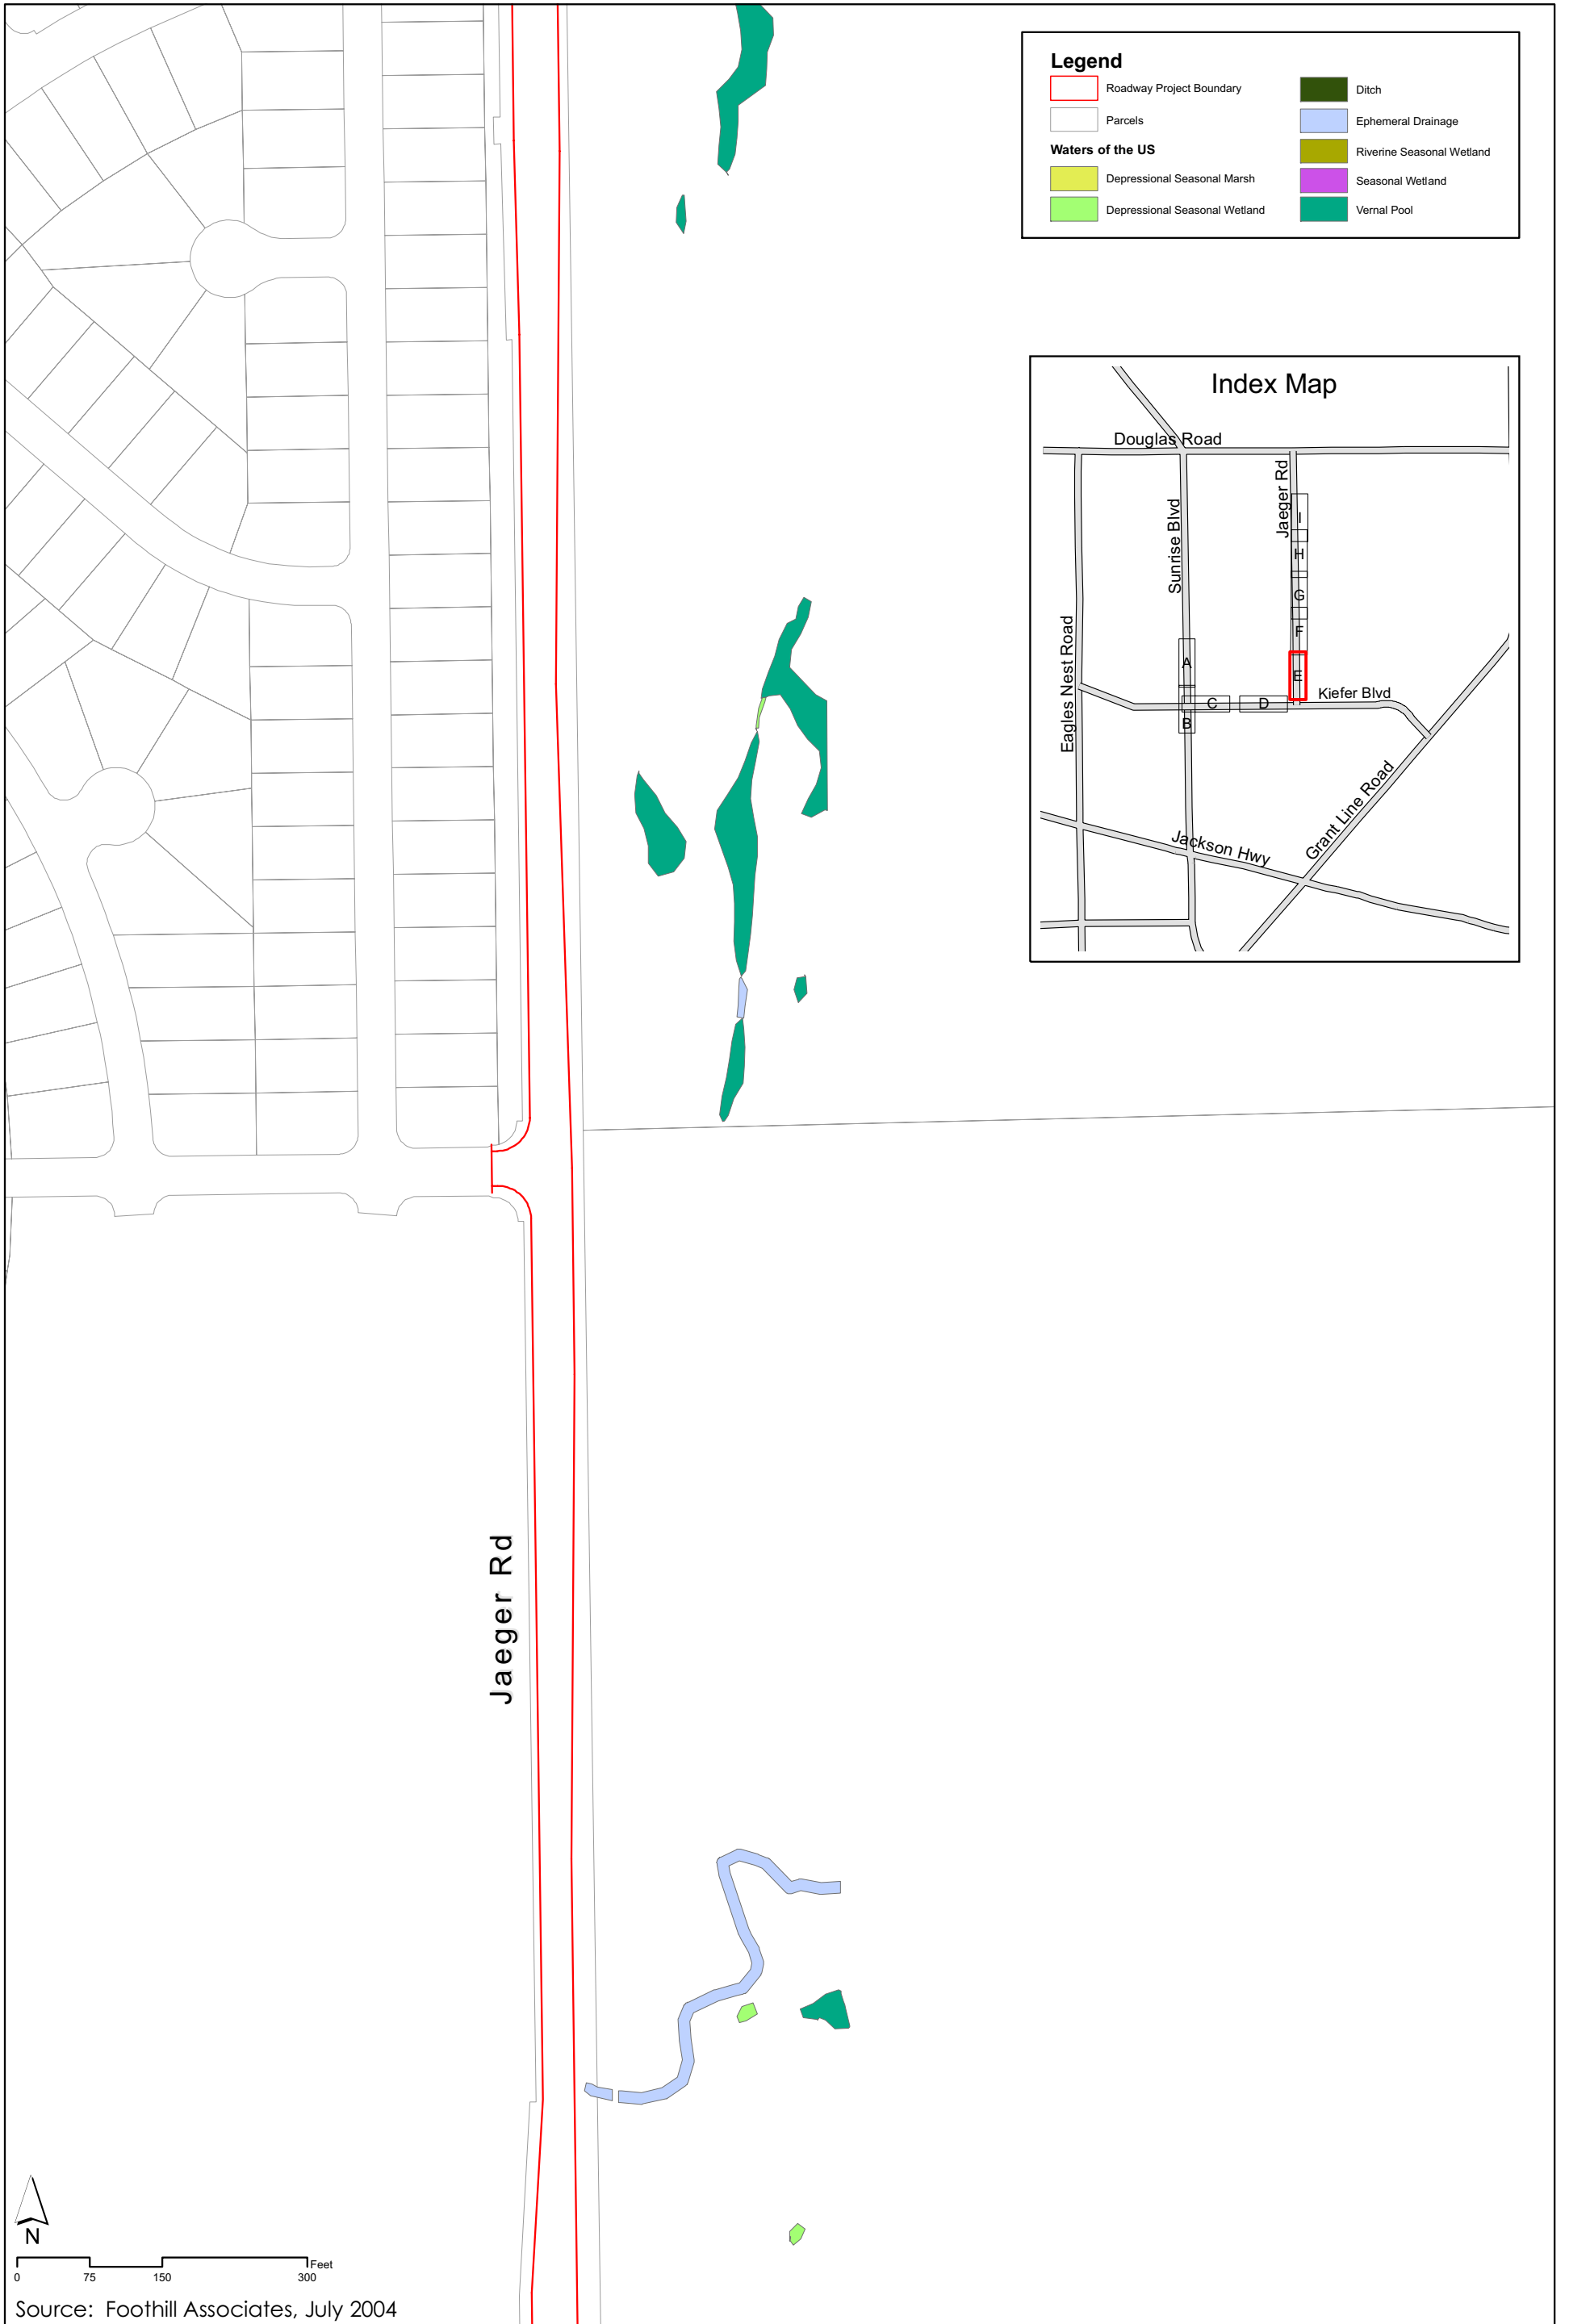 Legend
Roadway Project Boundary
Parcels
Waters of the US
Depressional Seasonal Marsh
Depressional Seasonal Wetland
Ditch
Ephemeral Drainage
Riverine Seasonal Wetland
Seasonal Wetland
Vernal Pool
Index Map
Douglas Road
Jaeger Rd
Sunrise Blvd
Eagles Nest Road
I
H
G
F
E
A
C
D
B
Kiefer Blvd
Grant Line Road
Jackson Hwy
Jaeger Rd
N
Feet
0 75 150 300
Source: Foothill Associates, July 2004